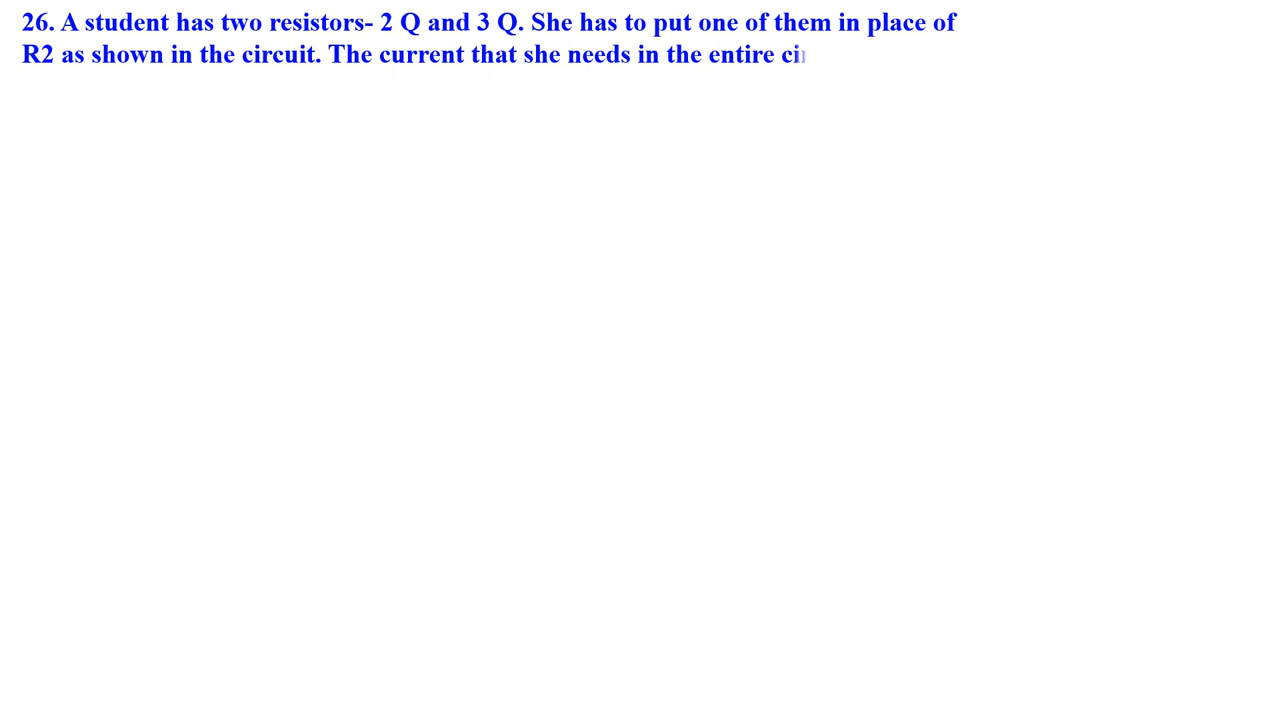 26. A student has two resistors- 2 Q and 3 Q. She has to put one of them in place of
R2 as shown in the circuit. The current that she needs in the entire